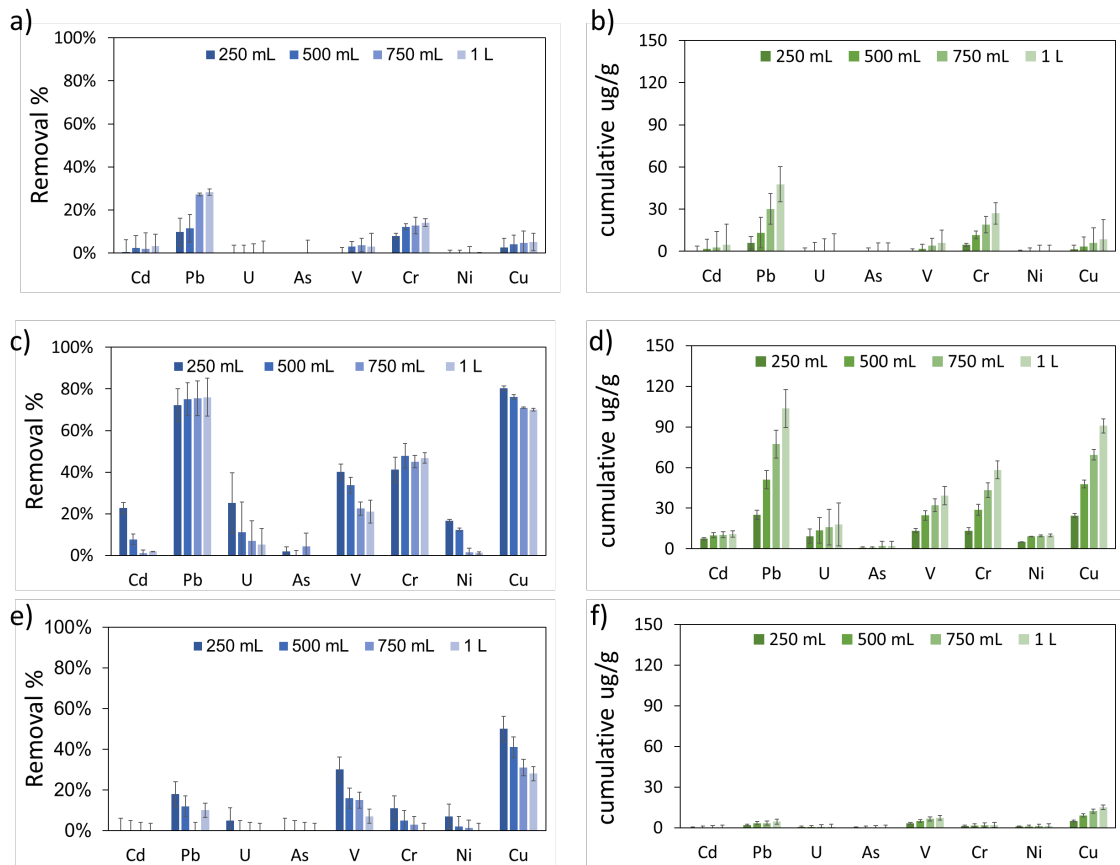 a)
100%
80%
60%
40%
20%
0%
Removal %
250 mL 500 mL 750 mL 1 L
Cd Pb U As V Cr Ni Cu
b)
150
120
90
60
30
0
cumulative ug/g
250 mL 500 mL 750 mL 1 L
Cd Pb U As V Cr Ni Cu
c)
100%
80%
60%
40%
20%
0%
Removal %
250 mL 500 mL 750 mL 1 L
Cd Pb U As V Cr Ni Cu
d)
150
120
90
60
30
0
cumulative ug/g
250 mL 500 mL 750 mL 1 L
Cd Pb U As V Cr Ni Cu
e)
100%
80%
60%
40%
20%
0%
Removal %
250 mL 500 mL 750 mL 1 L
Cd Pb U As V Cr Ni Cu
f)
150
120
90
60
30
0
cumulative ug/g
250 mL 500 mL 750 mL 1 L
Cd Pb U As V Cr Ni Cu